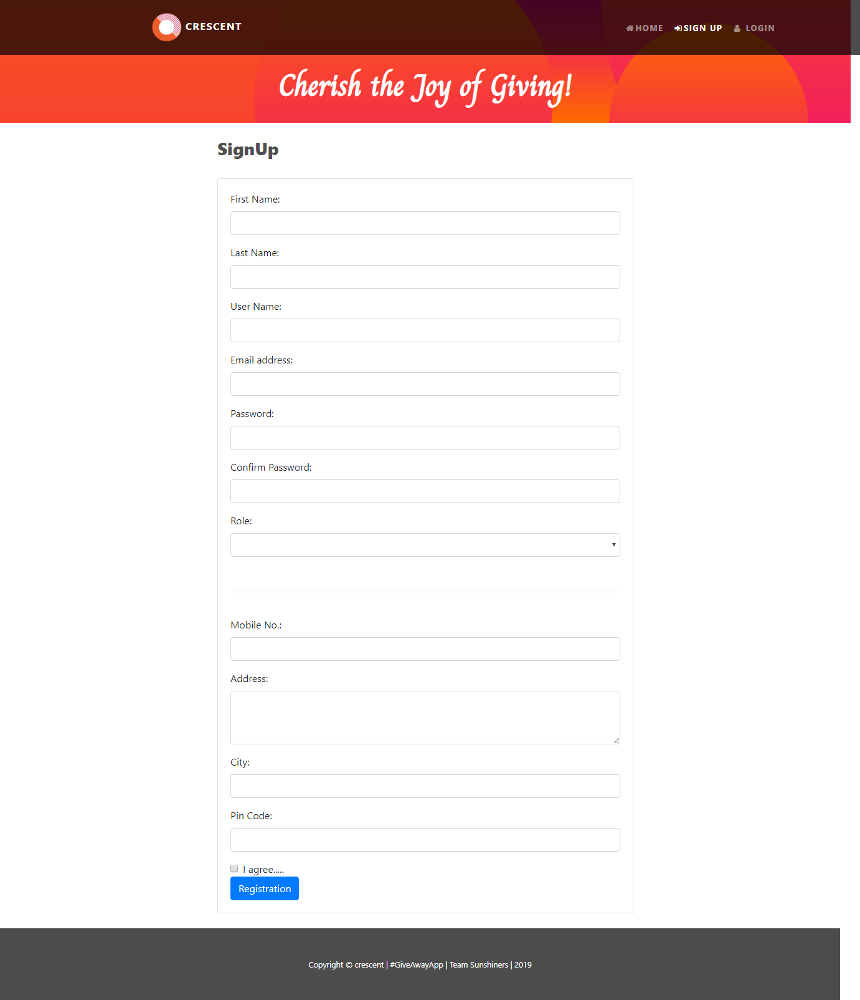 CRESCENT
HOME SIGN UP LOGIN
Cherish the Joy of Giving!
SignUp
First Name:
Last Name:
User Name:
Email address:
Password:
Confirm Password:
Role:
Mobile No.:
Address:
City:
Pin Code:
I agree.....
Registration
Copyright © crescent | #GiveAwayApp | Team Sunshiners | 2019